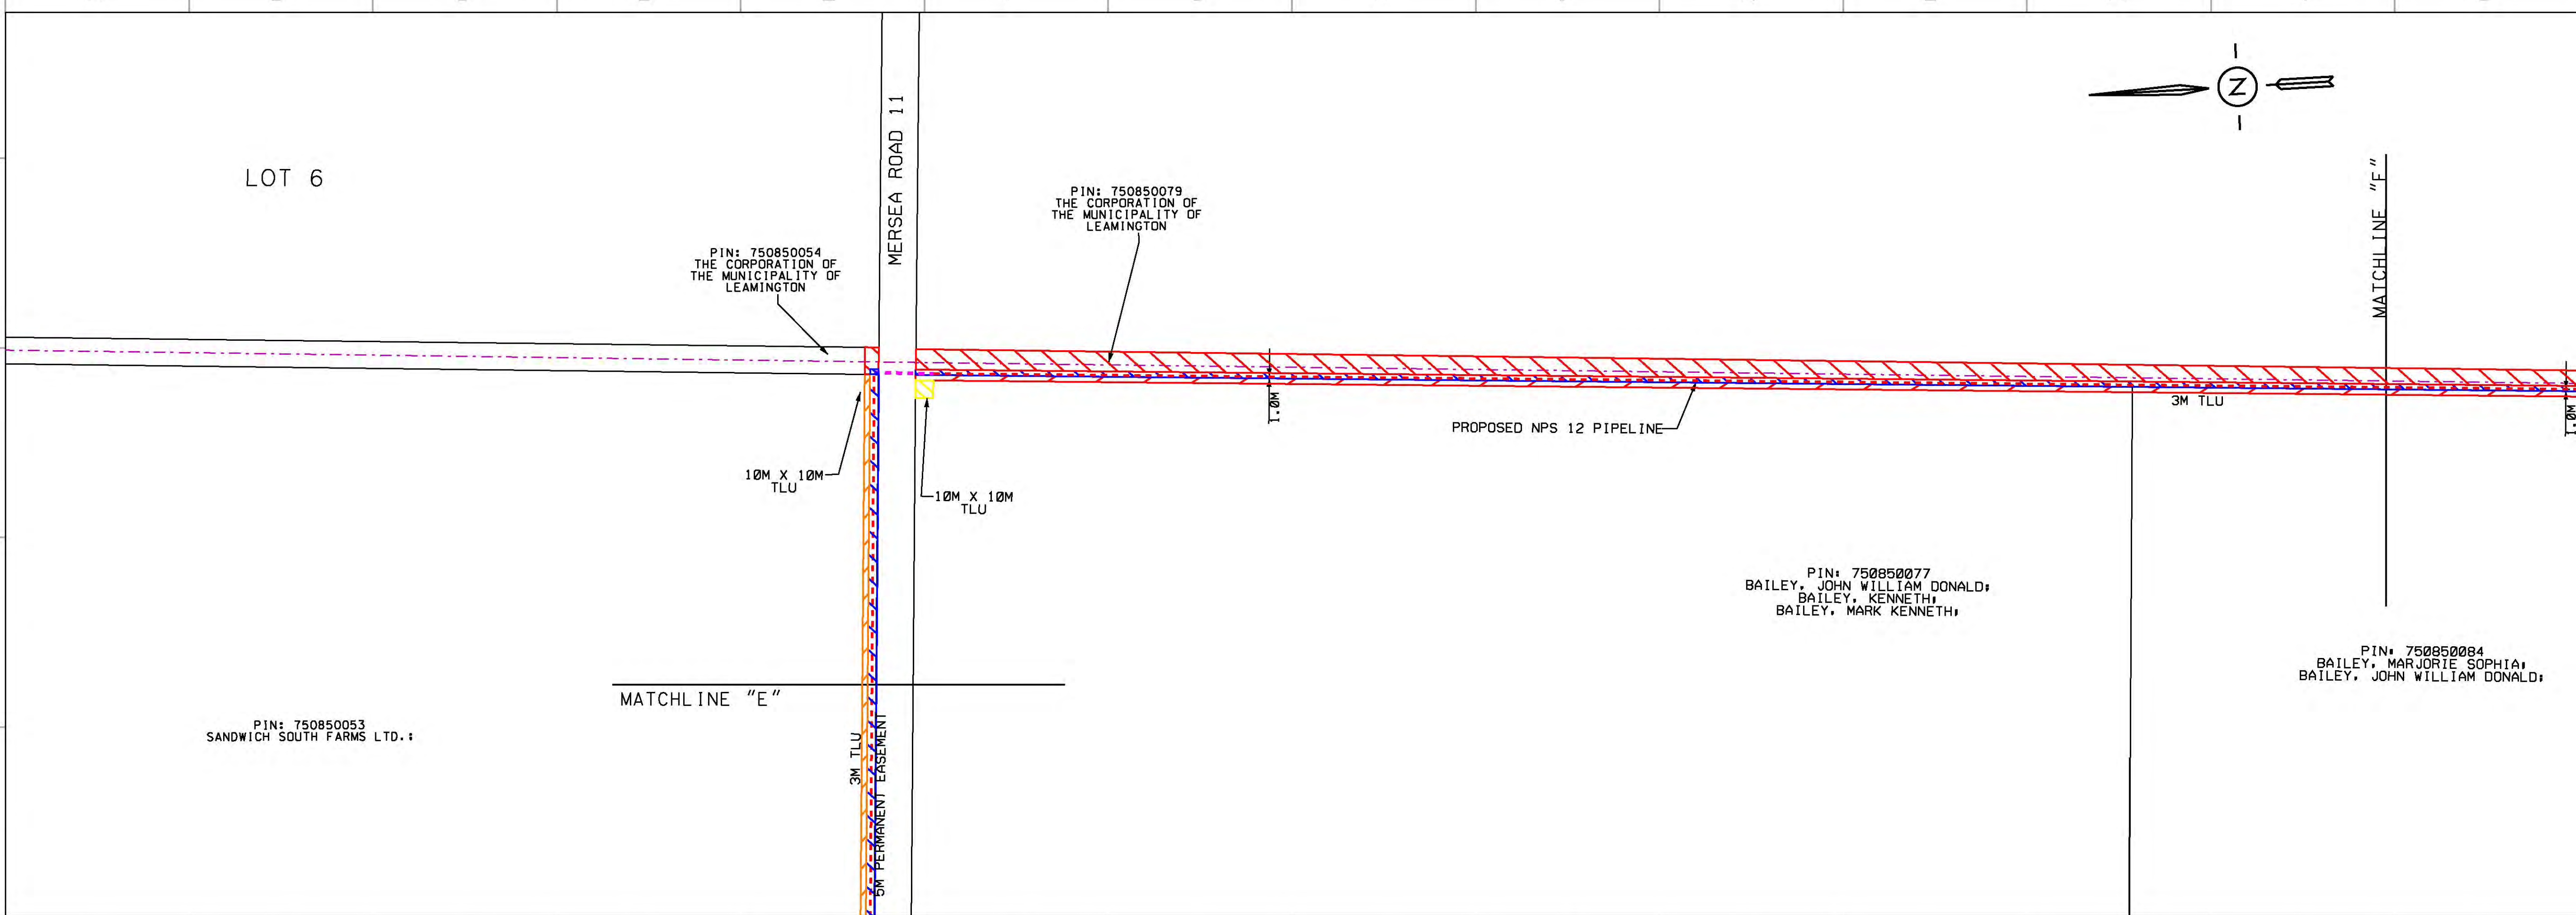 LOT 6
MERSEA ROAD 11
PIN: 750850079
THE CORPORATION OF
THE MUNICIPALITY OF
LEAMINGTON
N
MATCHLINE "F"
PIN: 750850054
THE CORPORATION OF
THE MUNICIPALITY OF
LEAMINGTON
10M X 10M
TLU
10M X 10M
TLU
1.0M
PROPOSED NPS 12 PIPELINE
3M TLU
1.0M
PIN: 750850077
BAILEY, JOHN WILLIAM DONALD;
BAILEY, KENNETH;
BAILEY, MARK KENNETH;
PIN: 750850084
BAILEY, MARJORIE SOPHIA;
BAILEY, JOHN WILLIAM DONALD;
MATCHLINE "E"
PIN: 750850053
SANDWICH SOUTH FARMS LTD.;
3M TLU
5M PERMANENT EASEMENT